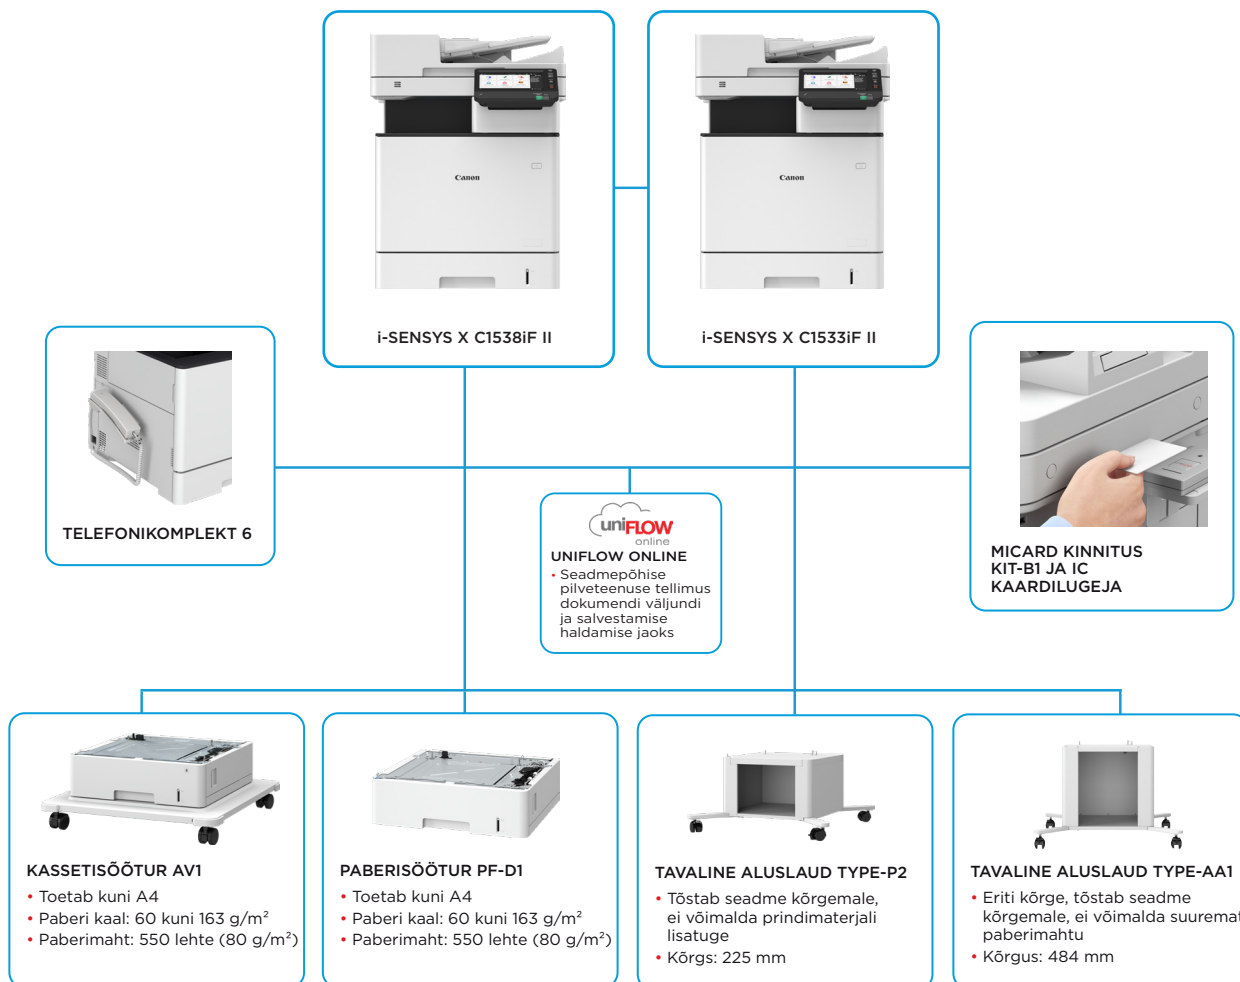 Canon
Canon
i-SENSYS X C1538iF II
i-SENSYS X C1533iF II
TELEFONIKOMPLEKT 6
uniFLOW
online
UNIFLOW ONLINE
• Seadmepõhise
pilveteenuse tellimus
dokumendi väljundi
ja salvestamise
haldamise jaoks
MICARD KINNITUS
KIT-B1 JA IC
KAARDILUGEJA
KASSETISÕÕTUR AV1
• Toetab kuni A4
• Paberi kaal: 60 kuni 163 g/m²
• Paberimaht: 550 lehte (80 g/m²)
PABERISÖÖTUR PF-D1
• Toetab kuni A4
• Paberi kaal: 60 kuni 163 g/m²
• Paberimaht: 550 lehte (80 g/m²)
TAVALINE ALUSLAUD TYPE-P2
• Tõstab seadme kõrgemale,
ei võimalda prindimaterjali
lisatuge
• Kõrgs: 225 mm
TAVALINE ALUSLAUD TYPE-AA1
• Eriti kõrge, tõstab seadme
kõrgemale, ei võimalda suuremat
paberimahtu
• Kõrgus: 484 mm